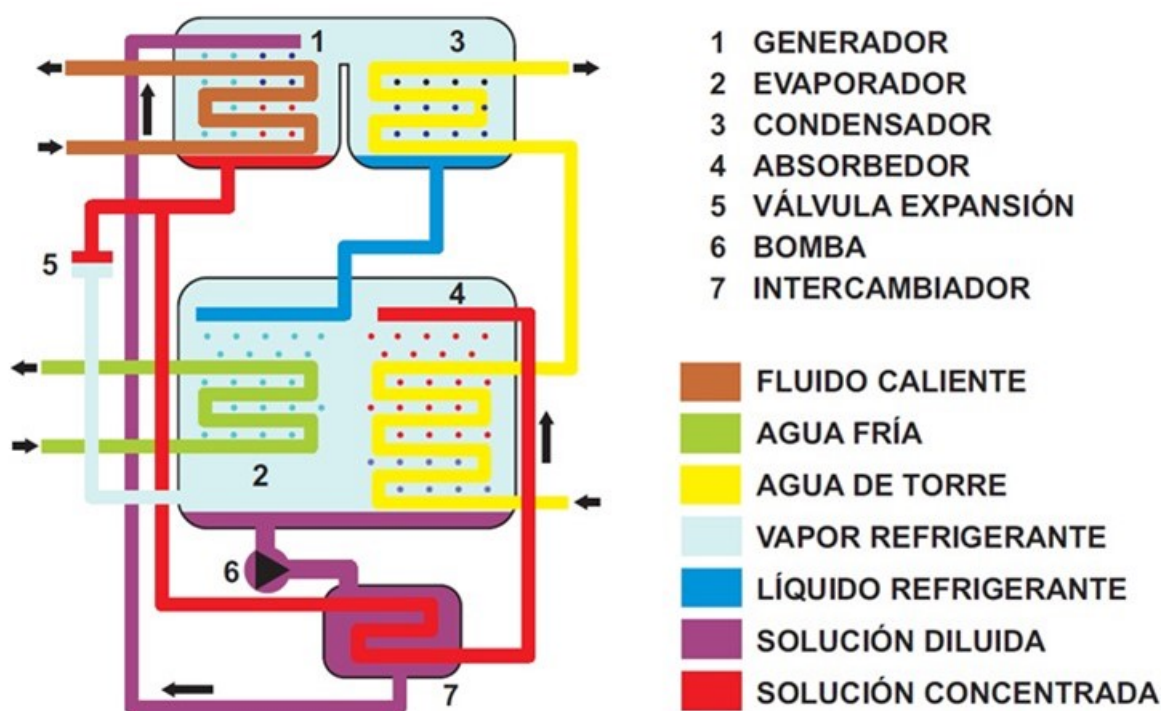 1 GENERADOR
2 EVAPORADOR
3 CONDENSADOR
4 ABSORBEDOR
5 VÁLVULA EXPANSIÓN
6 BOMBA
7 INTERCAMBIADOR
FLUIDO CALIENTE
AGUA FRÍA
AGUA DE TORRE
VAPOR REFRIGERANTE
LÍQUIDO REFRIGERANTE
SOLUCIÓN DILUIDA
SOLUCIÓN CONCENTRADA
1
3
5
4
2
6
7